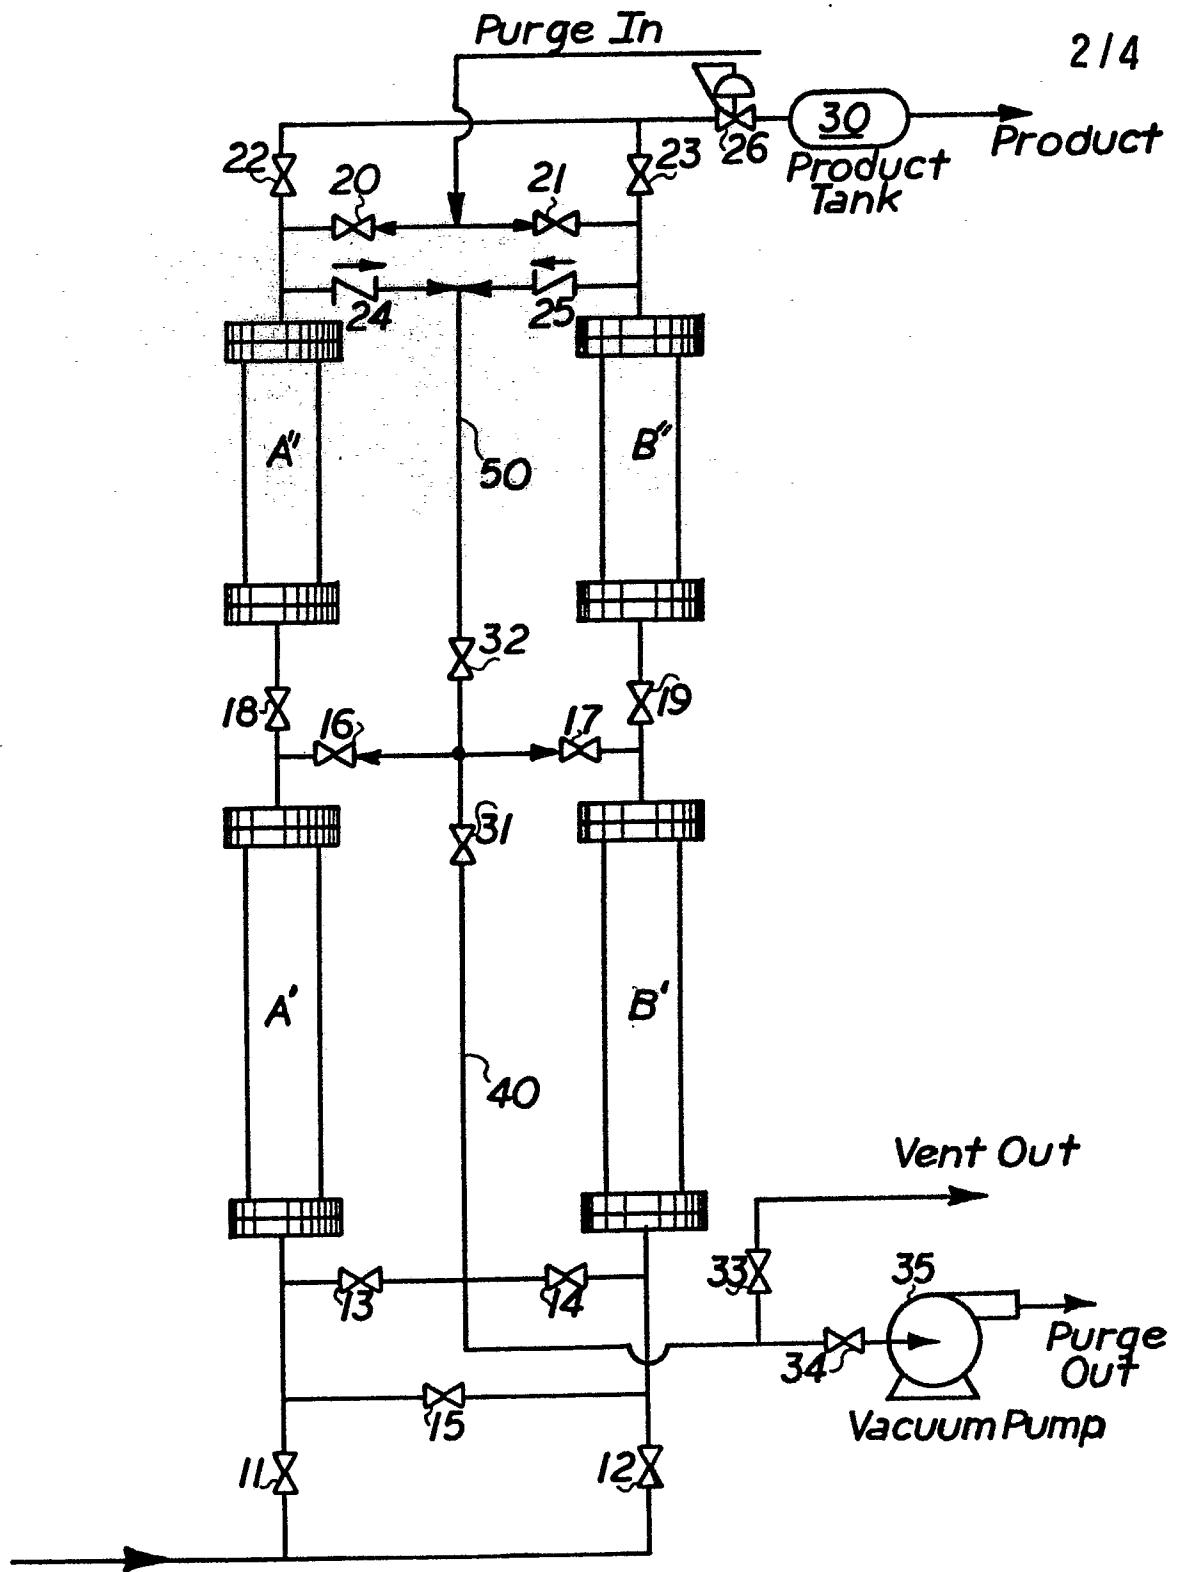 Purge In
2/4
30
Product
22
20
21
23
26
Product
Tank
24
25
A"
B"
50
32
18
16
17
19
31
A'
B'
40
Vent Out
13
14
33
35
34
Purge
Out
15
Vacuum Pump
11
12